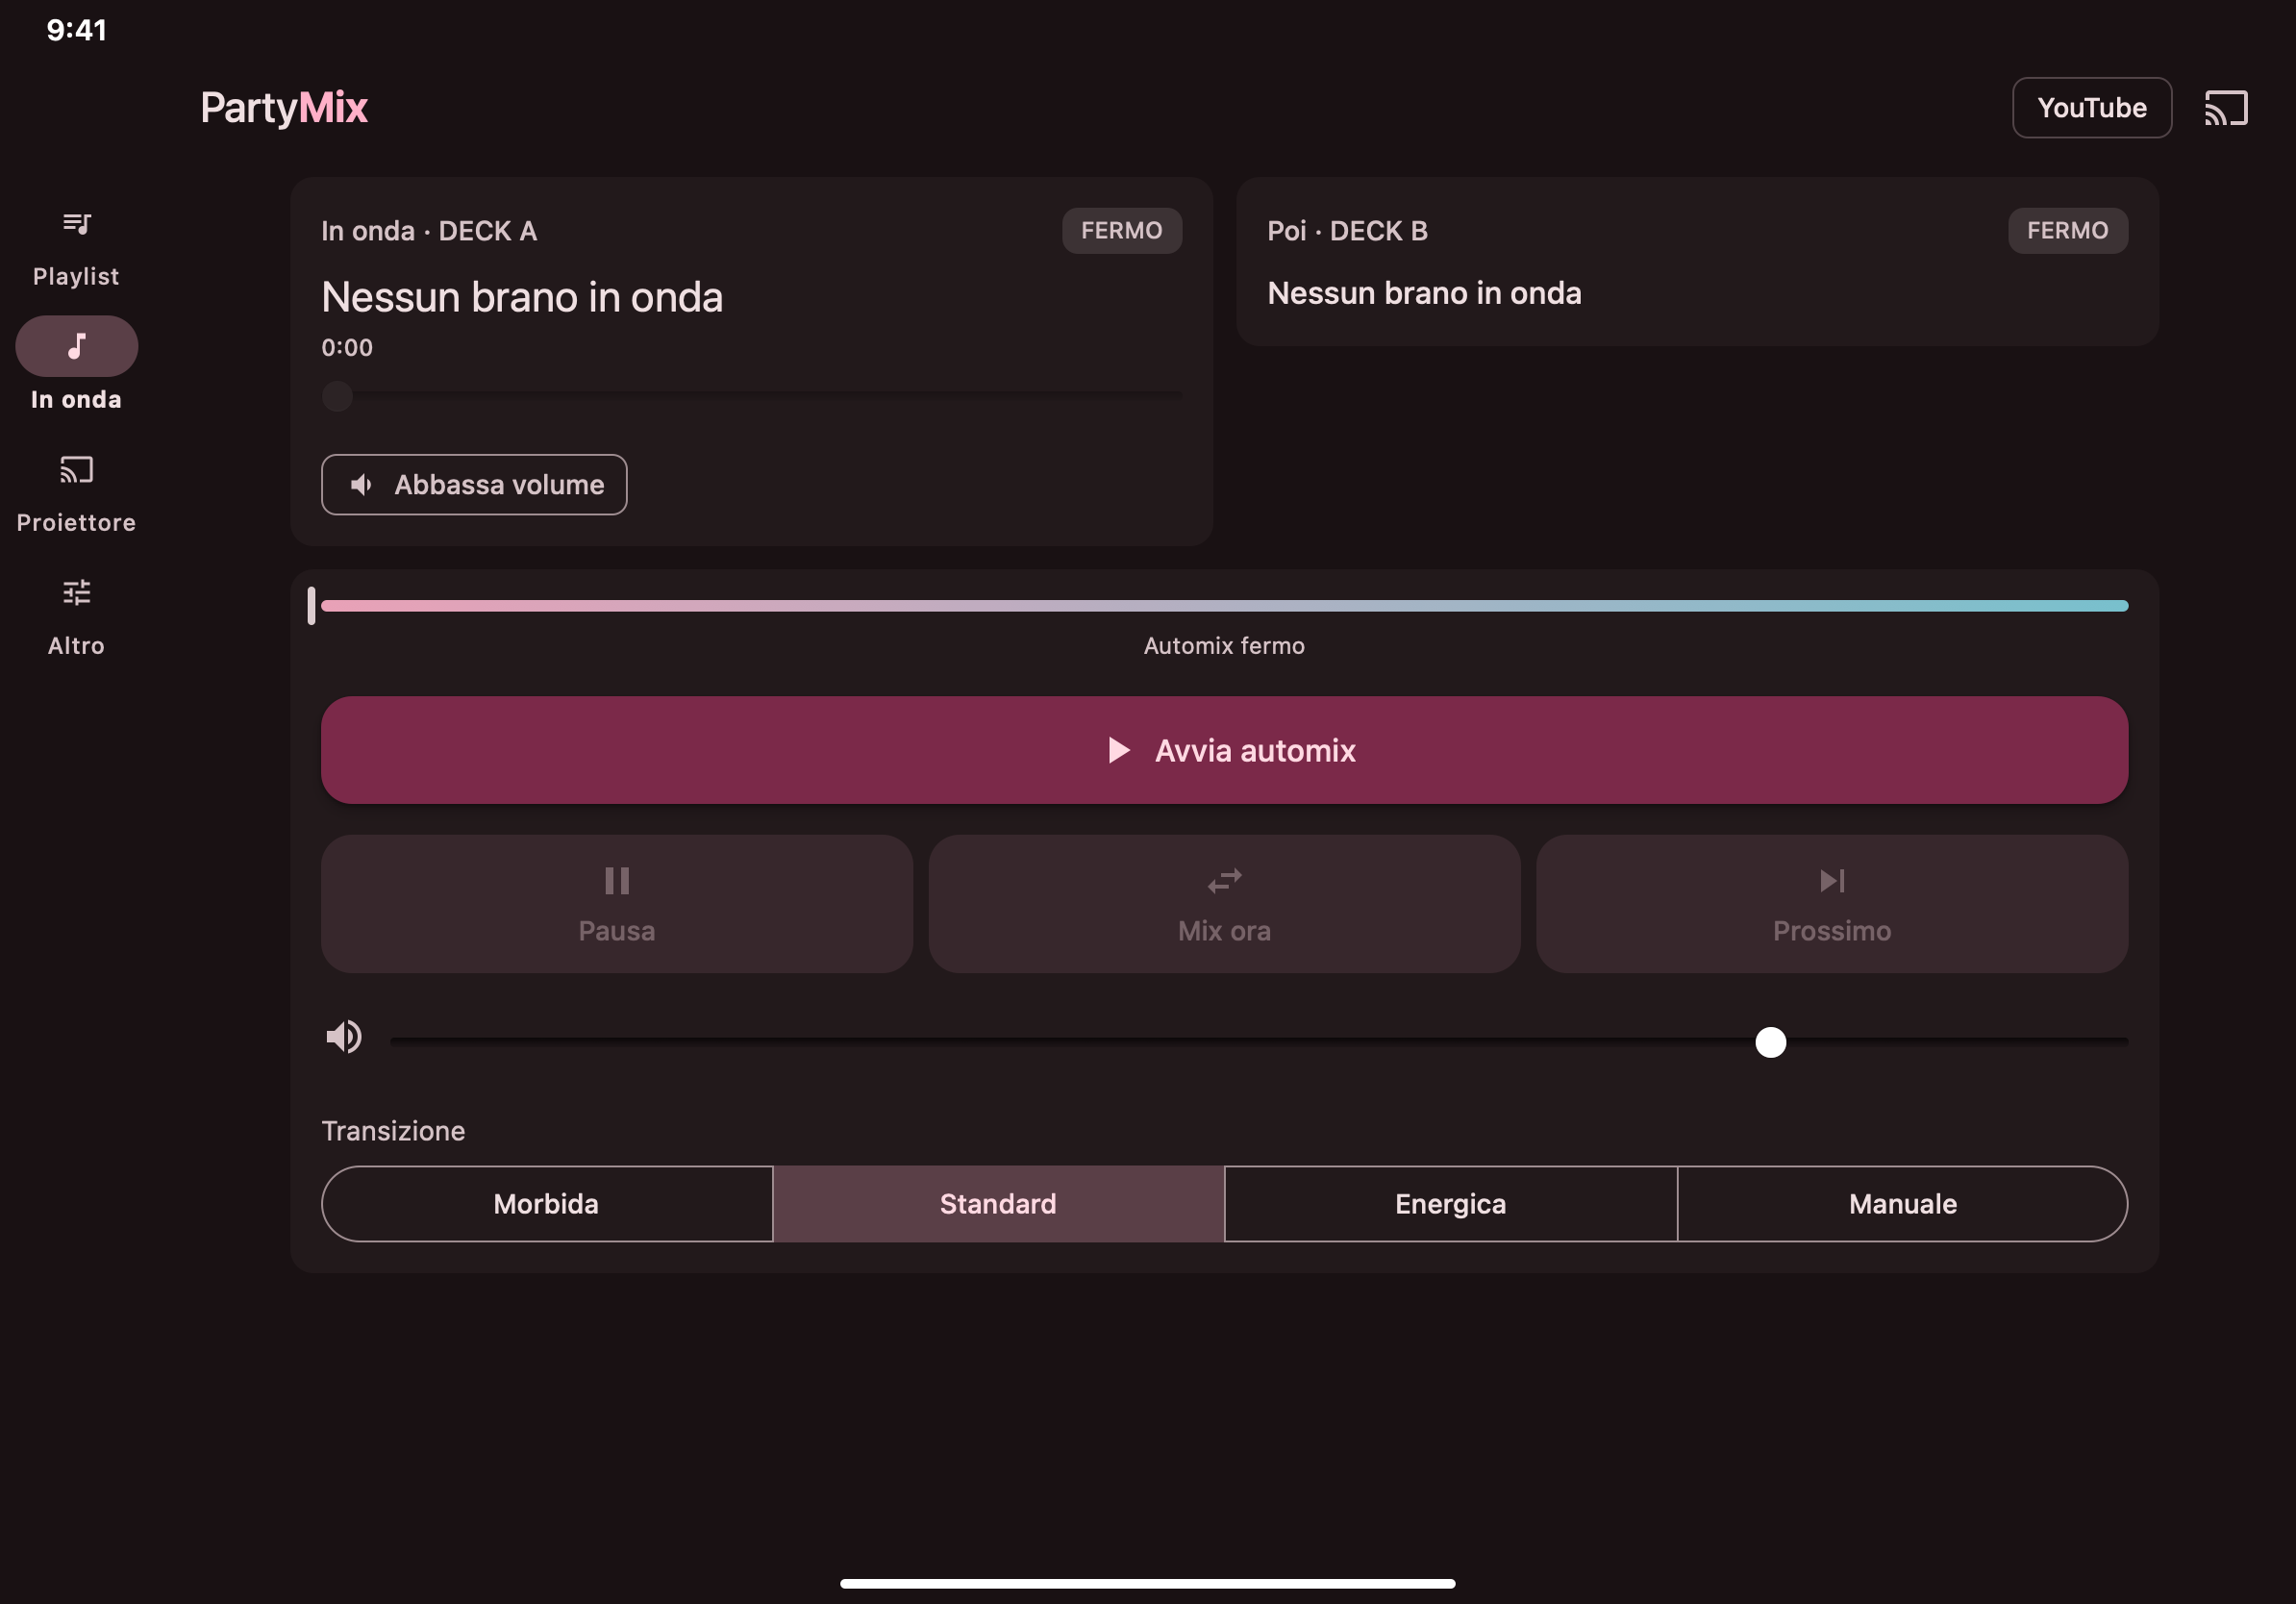 9:41
PartyMix
YouTube
Playlist
In onda
Proiettore
Altro
In onda · DECK A
FERMO
Nessun brano in onda
0:00
Abbassa volume
Poi · DECK B
FERMO
Nessun brano in onda
Automix fermo
Avvia automix
Pausa
Mix ora
Prossimo
Transizione
Morbida
Standard
Energica
Manuale